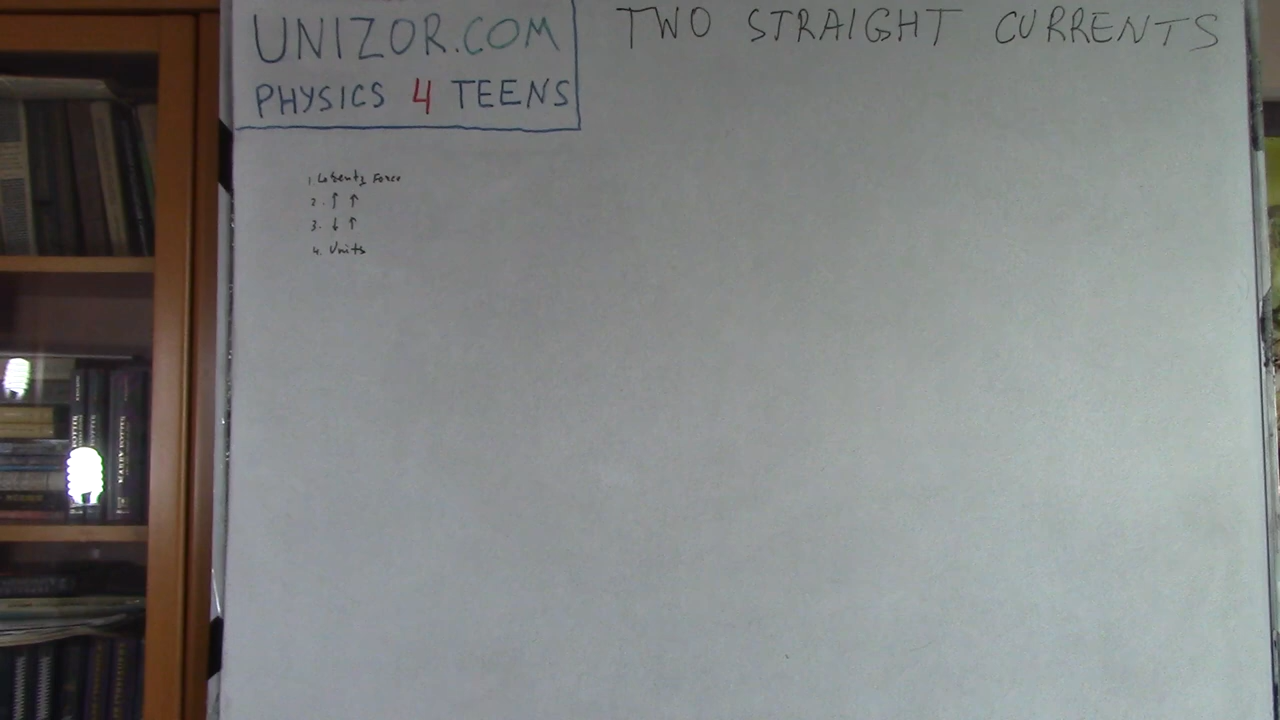 UNIZOR.COM
PHYSICS 4 TEENS
TWO STRAIGHT CURRENTS
1. Lorentz Force
2. ↑ ↑
3. ↓ ↑
4. Units